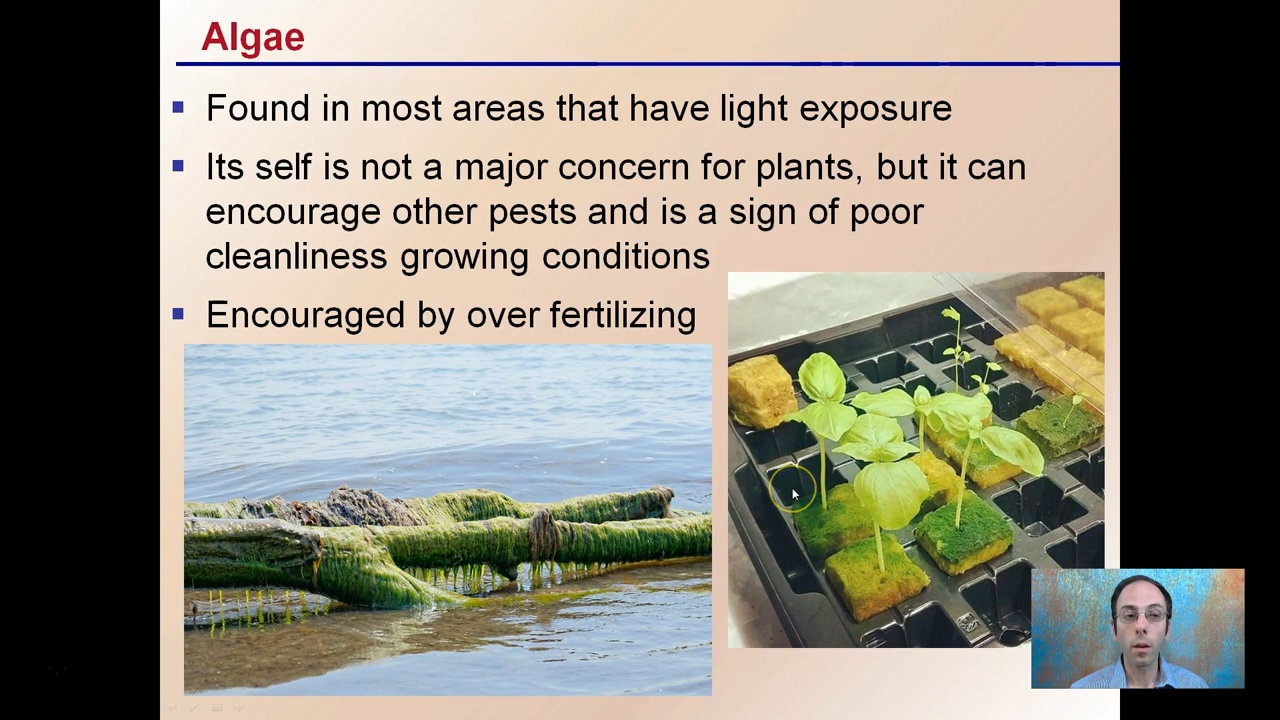 Algae
Found in most areas that have light exposure
Its self is not a major concern for plants, but it can
encourage other pests and is a sign of poor
cleanliness growing conditions
Encouraged by over fertilizing